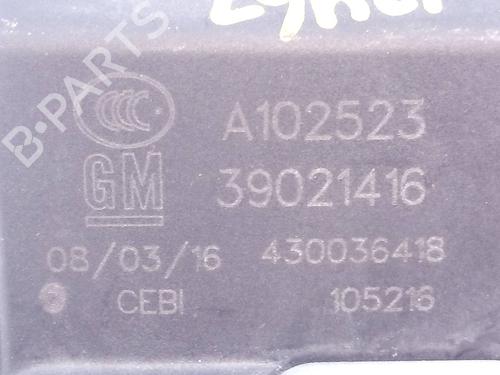 CCC
A102523
GM
39021416
08/03/16
430036418
CEBI
105216
B-PARTS